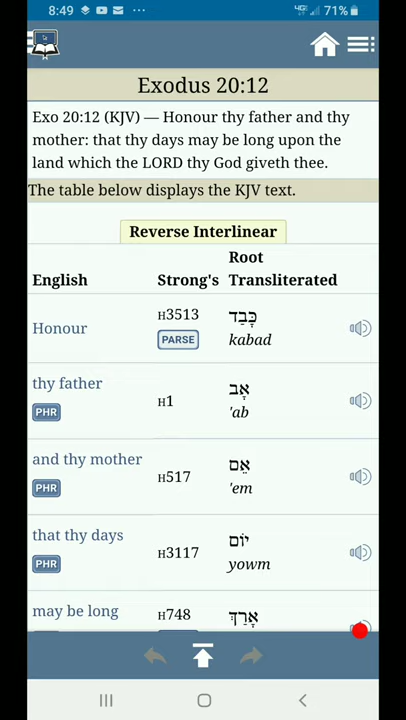 8:49 71%
Exodus 20:12
Exo 20:12 (KJV) — Honour thy father and thy
mother: that thy days may be long upon the
land which the LORD thy God giveth thee.
The table below displays the KJV text.
Reverse Interlinear
English Strong's Root Transliterated
Honour H3513 כָּבַד
PARSE kabad
thy father H1 אָב
PHR 'ab
and thy mother H517 אֵם
PHR 'em
that thy days H3117 יוֹם
PHR yowm
may be long H748 אָרַךְ